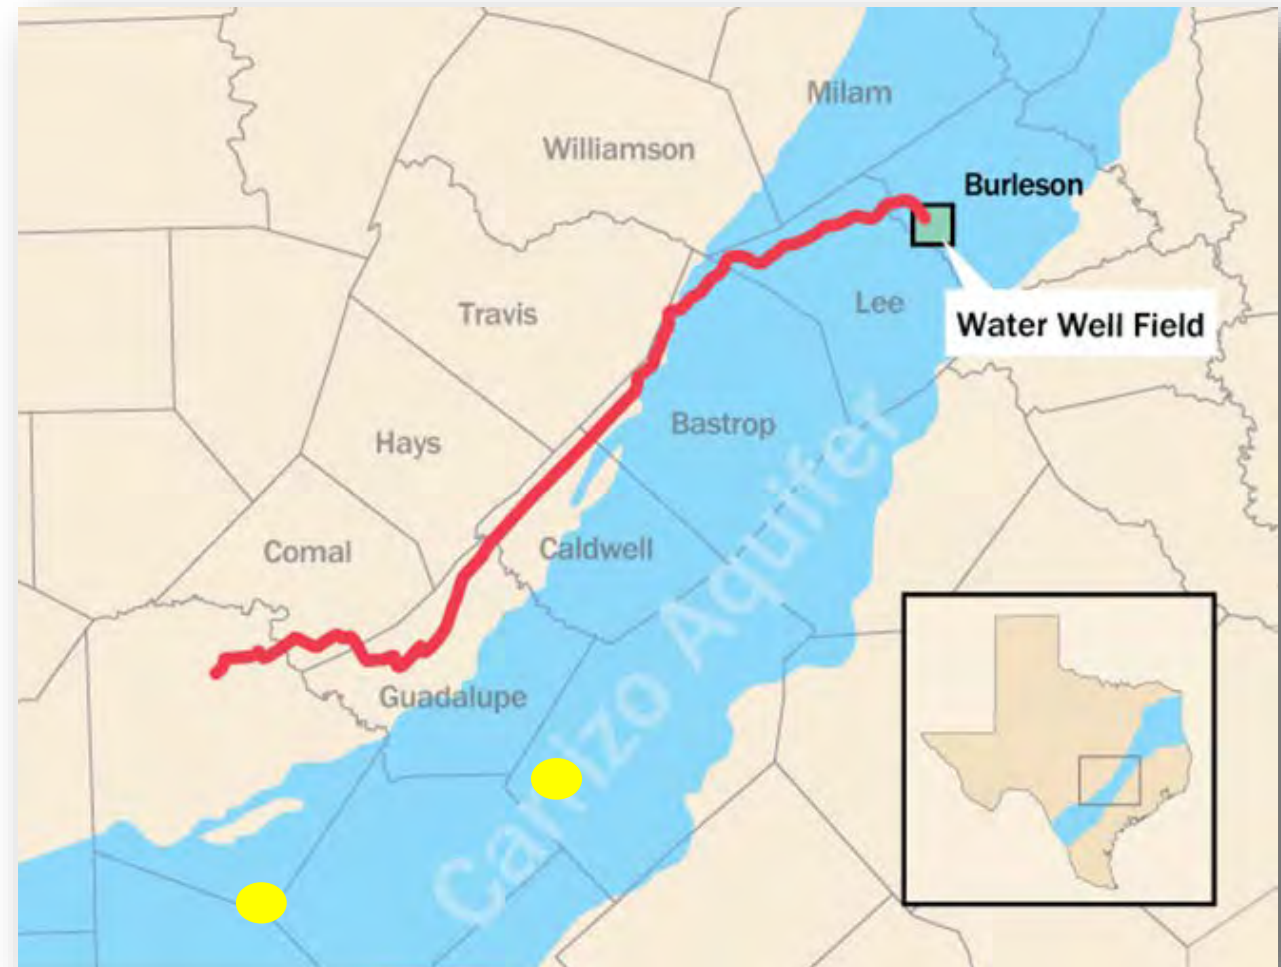 Milam
Williamson
Burleson
Travis
Lee
Water Well Field
Bastrop
Hays
Comal
Caldwell
Guadalupe
Carrizo Aquifer